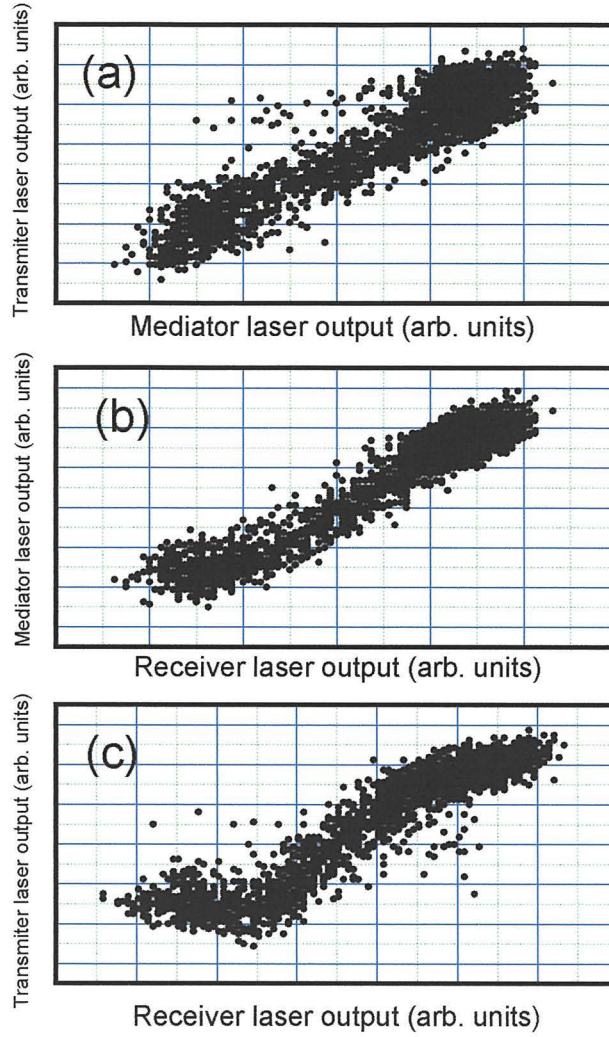 Transmiter laser output (arb. units)
(a)
Mediator laser output (arb. units)
Mediator laser output (arb. units)
(b)
Receiver laser output (arb. units)
Transmiter laser output (arb. units)
(c)
Receiver laser output (arb. units)